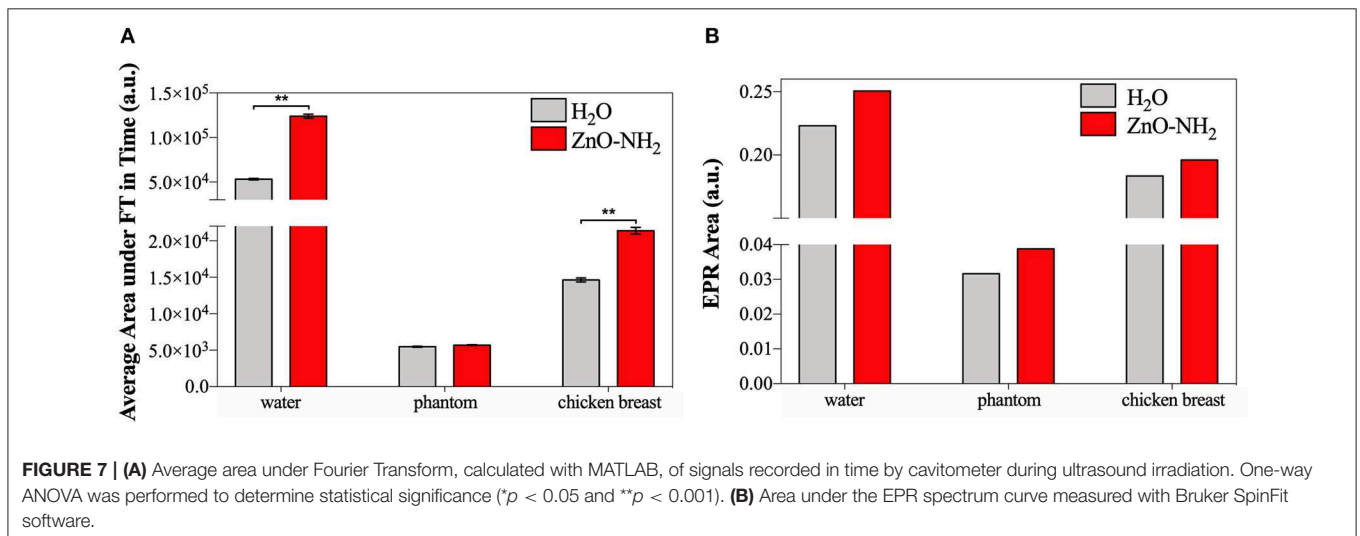 A
Average Area under FT in Time (a.u.)
1.5×10⁵
1.0×10⁵
5.0×10⁴
2.0×10⁴
1.5×10⁴
1.0×10⁴
5.0×10³
0.0
**
**
H₂O
ZnO-NH₂
water phantom chicken breast
B
EPR Area (a.u.)
0.25
0.20
0.04
0.03
0.02
0.01
0.00
H₂O
ZnO-NH₂
water phantom chicken breast
FIGURE 7 | (A) Average area under Fourier Transform, calculated with MATLAB, of signals recorded in time by cavitometer during ultrasound irradiation. One-way
ANOVA was performed to determine statistical significance (*p < 0.05 and **p < 0.001). (B) Area under the EPR spectrum curve measured with Bruker SpinFit
software.